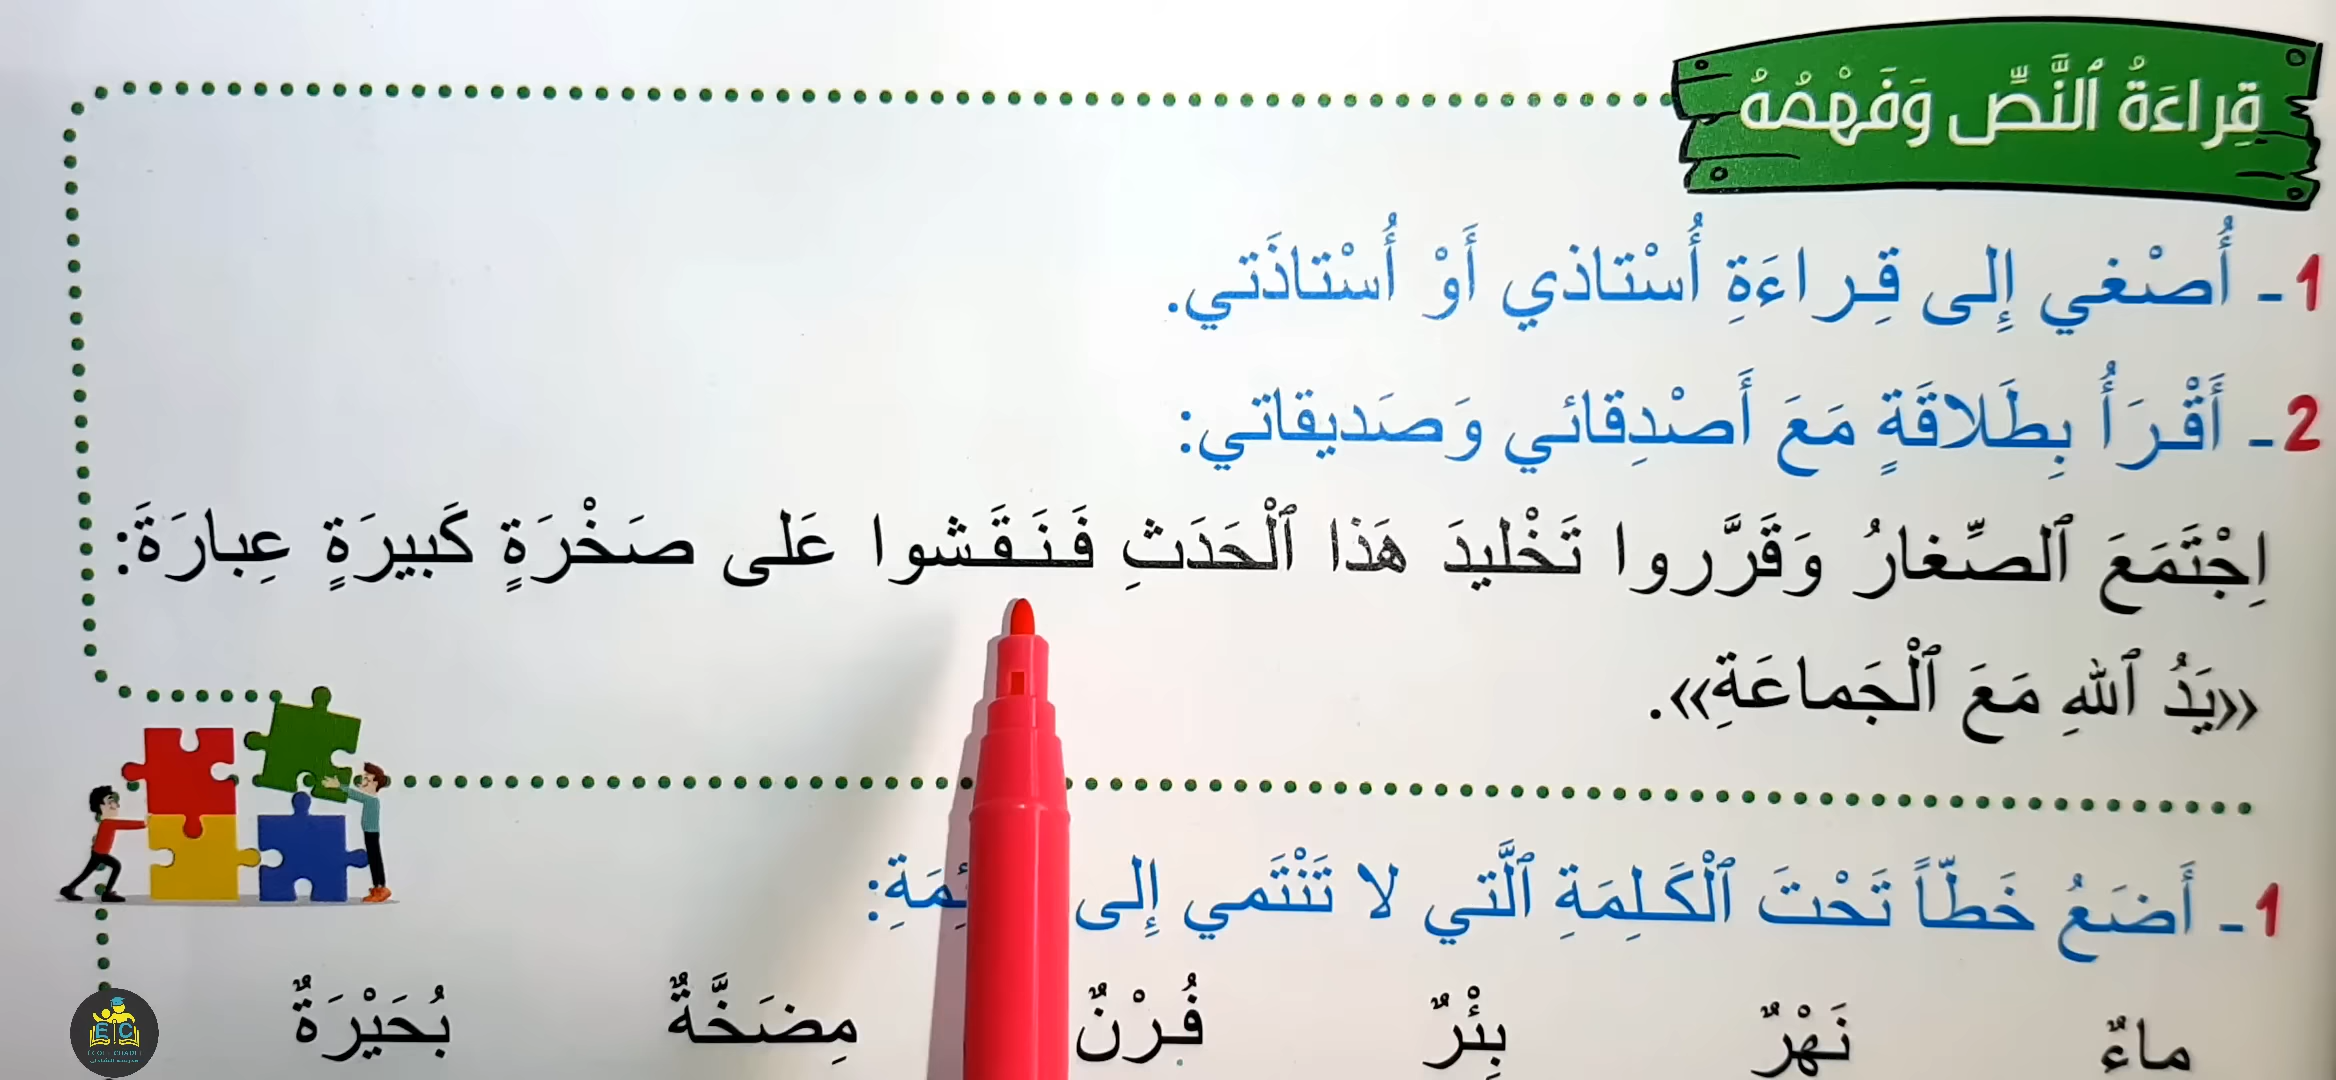 قِراءَةُ ٱلنَّصِّ وَفَهْمُهُ
1- أُصْغي إِلى قِراءَةِ أُسْتاذي أَوْ أُسْتاذَتي.
2- أَقْرَأُ بِطَلاقَةٍ مَعَ أَصْدِقائي وَصَديقاتي:
اِجْتَمَعَ ٱلصِّغارُ وَقَرَّروا تَخْليدَ هَذا ٱلْحَدَثِ فَنَقَشوا عَلى صَخْرَةٍ كَبيرَةٍ عِبارَةَ:
«يَدُ ٱللهِ مَعَ ٱلْجَماعَةِ».
1- أَضَعُ خَطّاً تَحْتَ ٱلْكَلِمَةِ ٱلَّتي لا تَنْتَمي إِلى
ماءٌ نَهْرٌ بِئْرٌ فُرْنٌ مِضَخَّةٌ بُحَيْرَةٌ
EC